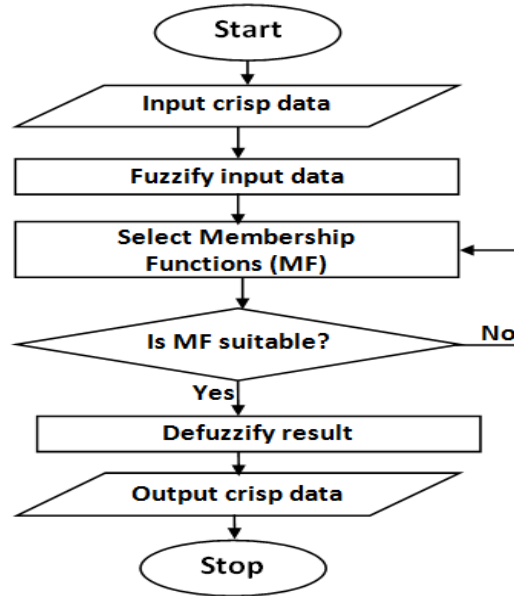 Start
Input crisp data
Fuzzify input data
Select Membership
Functions (MF)
Is MF suitable?
No
Yes
Defuzzify result
Output crisp data
Stop